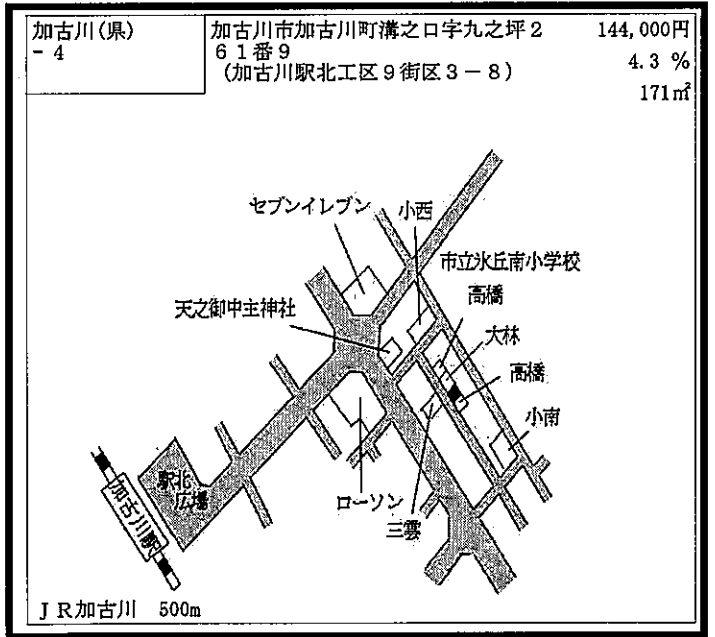 加古川(県)
- 4
加古川市加古川町溝之口字九之坪2
61番9
(加古川駅北工区9街区3-8)
144,000円
4.3 %
171㎡
セブンイレブン
小西
市立氷丘南小学校
天之御中主神社
高橋
大林
高橋
小南
駅北
広場
加古川駅
ローソン
三雲
JR加古川 500m